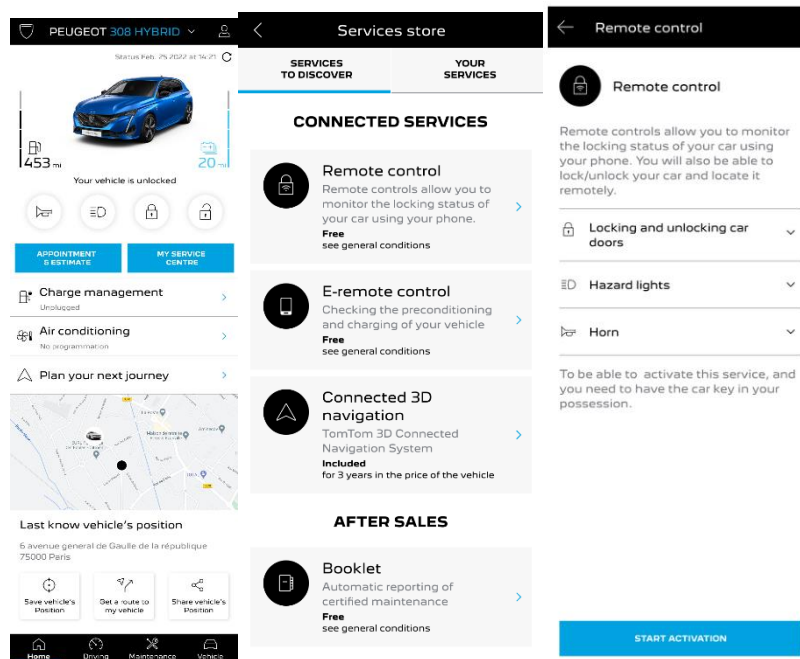 PEUGEOT 308 HYBRID
Status Feb. 25 2022 at 14:21
453 mi
20 mi
Your vehicle is unlocked
APPOINTMENT
& ESTIMATE
MY SERVICE
CENTRE
Charge management
Unplugged
Air conditioning
No programmation
Plan your next journey
Last know vehicle's position
6 avenue general de Gaulle de la république
75000 Paris
Save vehicle's
Position
Get a route to
my vehicle
Share vehicle's
Position
Home
Driving
Maintenance
Vehicle
Services store
SERVICES
TO DISCOVER
YOUR
SERVICES
CONNECTED SERVICES
Remote control
Remote controls allow you to
monitor the locking status of
your car using your phone.
Free
see general conditions
E-remote control
Checking the preconditioning
and charging of your vehicle
Free
see general conditions
Connected 3D
navigation
TomTom 3D Connected
Navigation System
Included
for 3 years in the price of the vehicle
AFTER SALES
Booklet
Automatic reporting of
certified maintenance
Free
see general conditions
Remote control
Remote control
Remote controls allow you to monitor
the locking status of your car using
your phone. You will also be able to
lock/unlock your car and locate it
remotely.
Locking and unlocking car
doors
Hazard lights
Horn
To be able to activate this service, and
you need to have the car key in your
possession.
START ACTIVATION